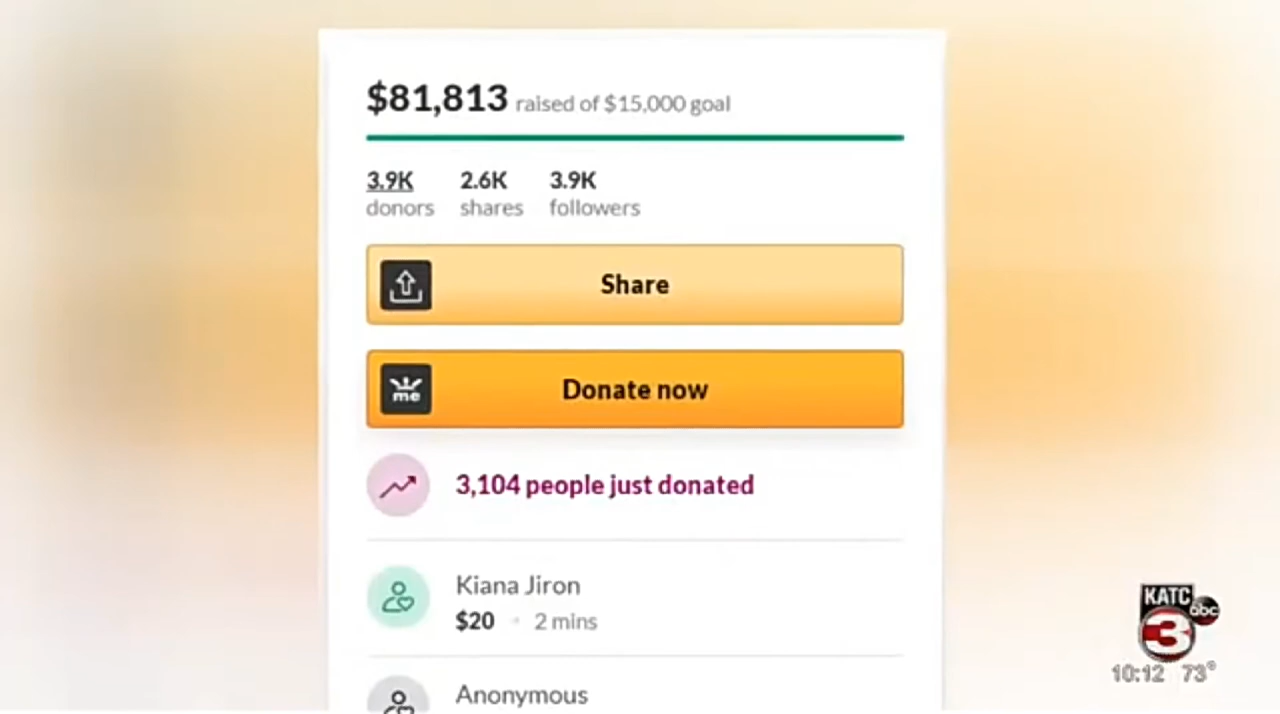 $81,813 raised of $15,000 goal
3.9K 2.6K 3.9K
donors shares followers
Share
me
Donate now
3,104 people just donated
Kiana Jiron
$20 · 2 mins
Anonymous
KATC
abc
3
10:12 73°